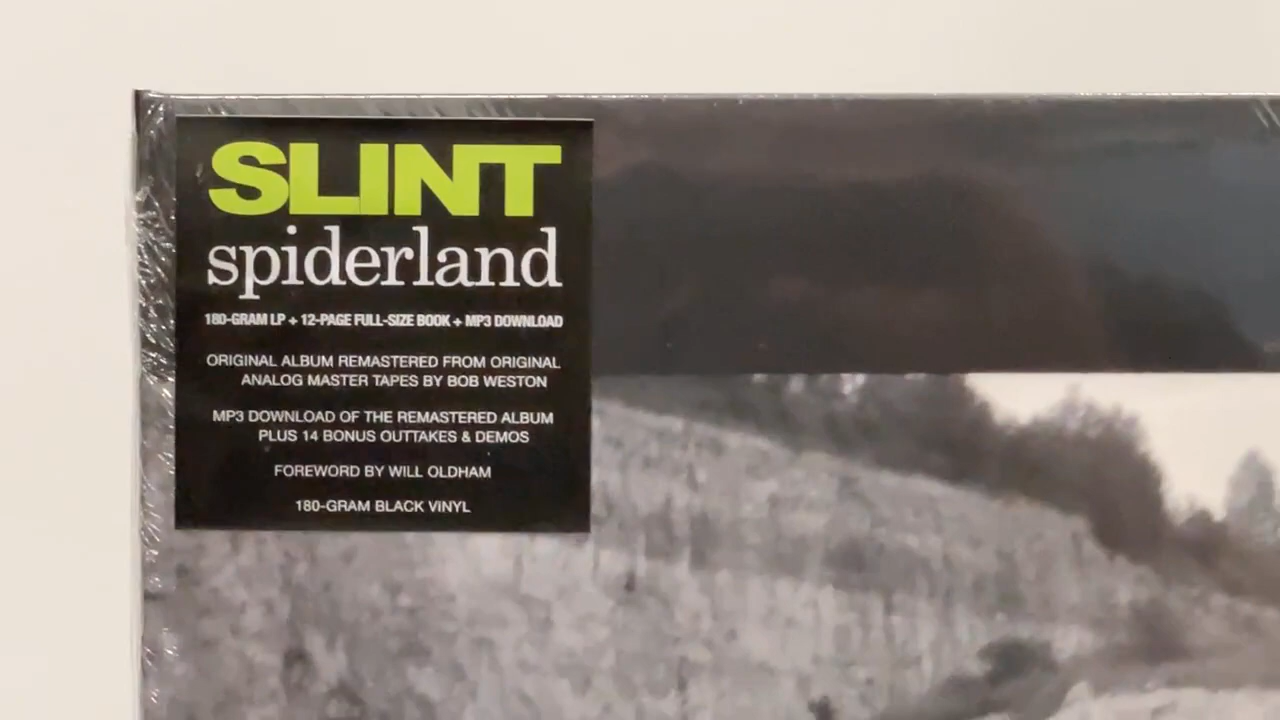 SLINT
spiderland
180-GRAM LP + 12-PAGE FULL-SIZE BOOK + MP3 DOWNLOAD
ORIGINAL ALBUM REMASTERED FROM ORIGINAL
ANALOG MASTER TAPES BY BOB WESTON
MP3 DOWNLOAD OF THE REMASTERED ALBUM
PLUS 14 BONUS OUTTAKES & DEMOS
FOREWORD BY WILL OLDHAM
180-GRAM BLACK VINYL